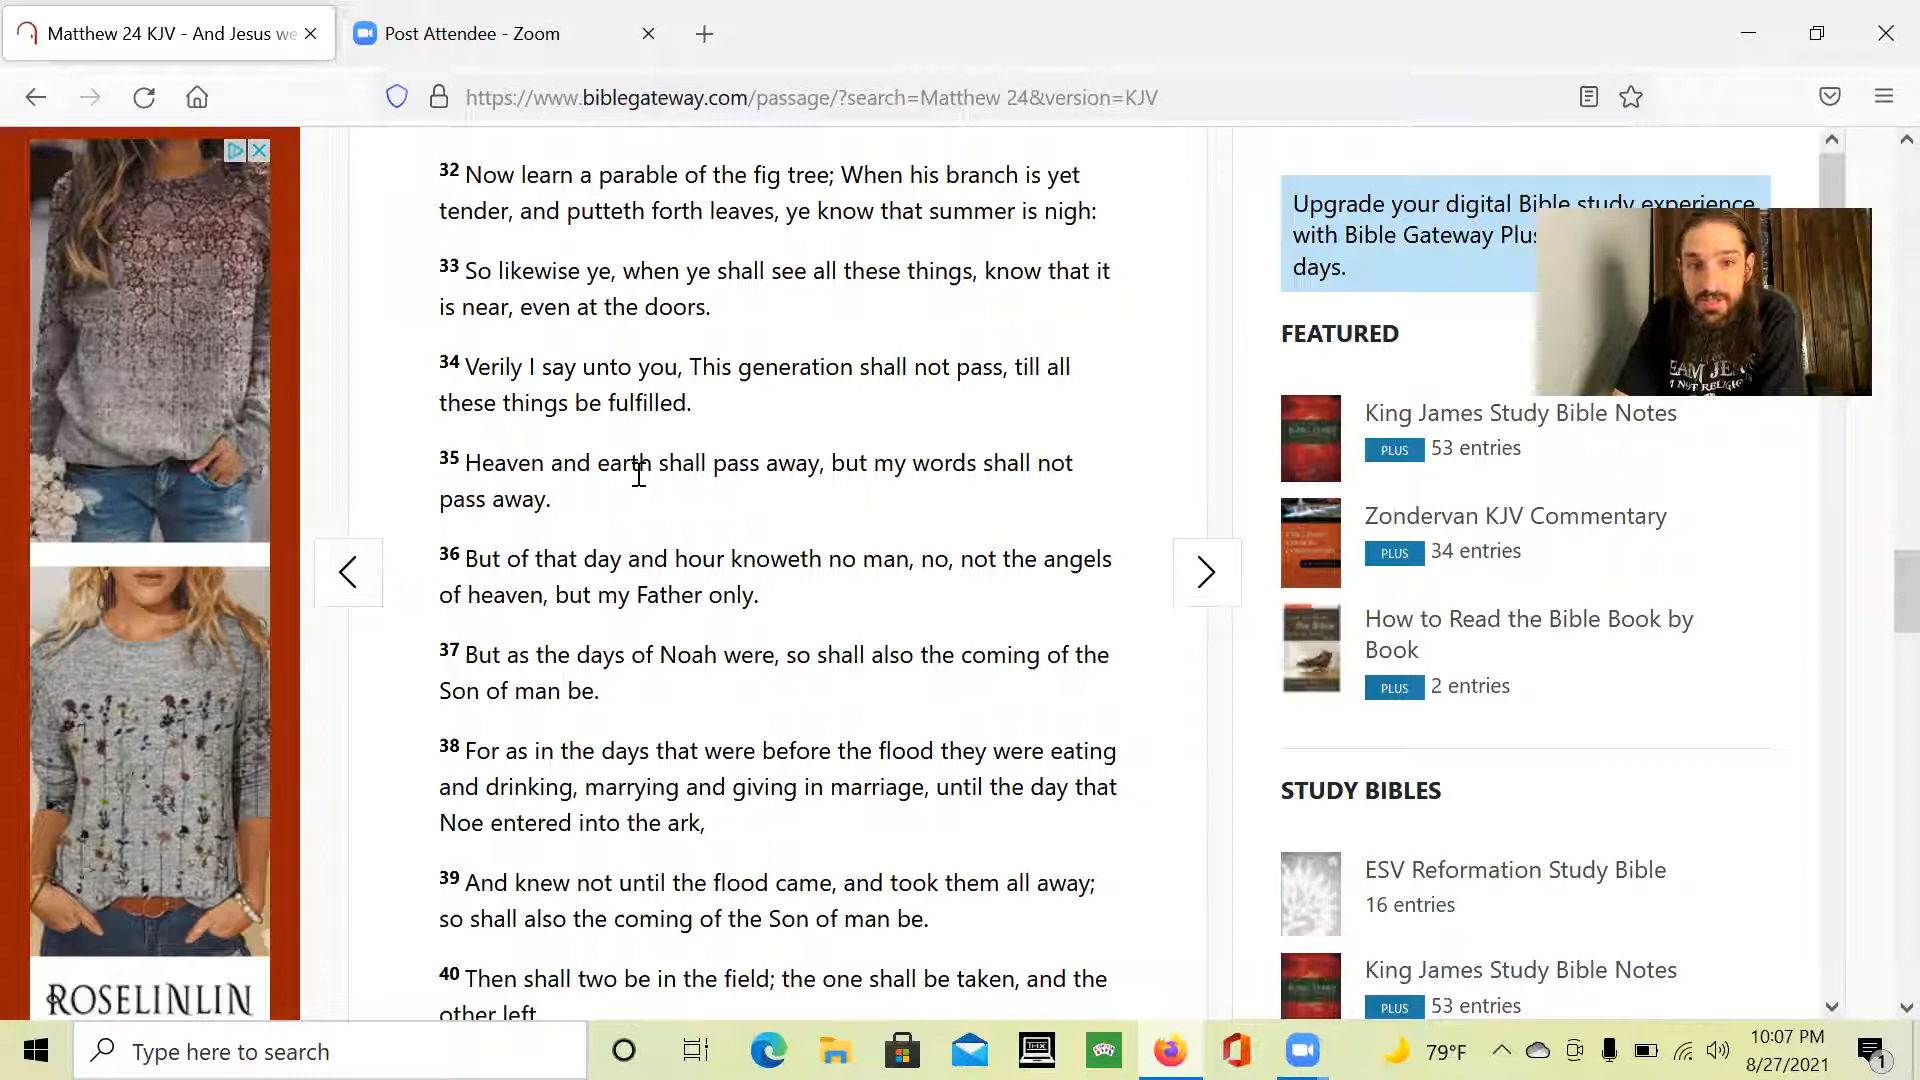 Matthew 24 KJV - And Jesus we
Post Attendee - Zoom
https://www.biblegateway.com/passage/?search=Matthew 24&version=KJV
32 Now learn a parable of the fig tree; When his branch is yet
tender, and putteth forth leaves, ye know that summer is nigh:
33 So likewise ye, when ye shall see all these things, know that it
is near, even at the doors.
34 Verily I say unto you, This generation shall not pass, till all
these things be fulfilled.
35 Heaven and earth shall pass away, but my words shall not
pass away.
36 But of that day and hour knoweth no man, no, not the angels
of heaven, but my Father only.
37 But as the days of Noah were, so shall also the coming of the
Son of man be.
38 For as in the days that were before the flood they were eating
and drinking, marrying and giving in marriage, until the day that
Noe entered into the ark,
39 And knew not until the flood came, and took them all away;
so shall also the coming of the Son of man be.
40 Then shall two be in the field; the one shall be taken, and the
other left
Upgrade your digital Bible study experience
with Bible Gateway Plus
days.
FEATURED
King James Study Bible Notes
PLUS 53 entries
Zondervan KJV Commentary
PLUS 34 entries
How to Read the Bible Book by
Book
PLUS 2 entries
STUDY BIBLES
ESV Reformation Study Bible
16 entries
King James Study Bible Notes
PLUS 53 entries
NOT RELIGIO
ROSELINLIN
Type here to search
79°F
10:07 PM
8/27/2021
1